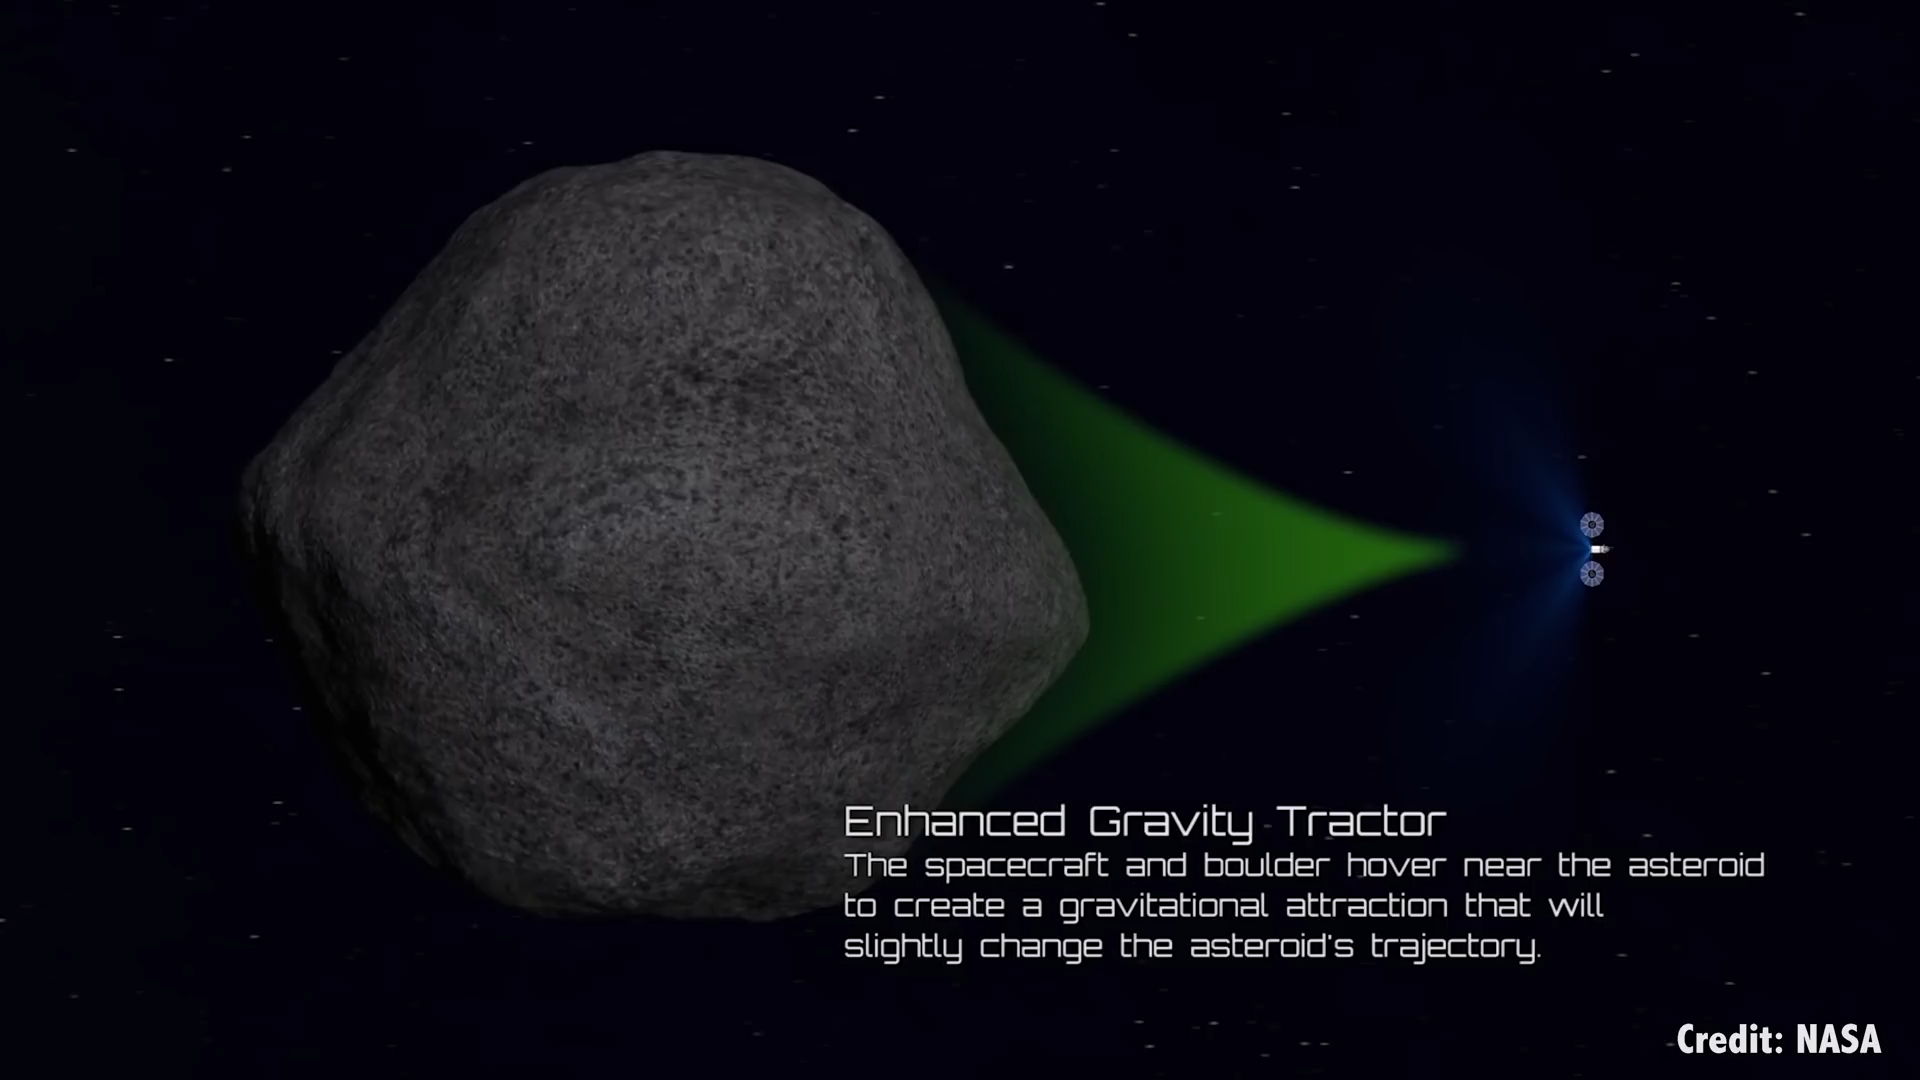 Enhanced Gravity Tractor
The spacecraft and boulder hover near the asteroid
to create a gravitational attraction that will
slightly change the asteroid's trajectory.
Credit: NASA